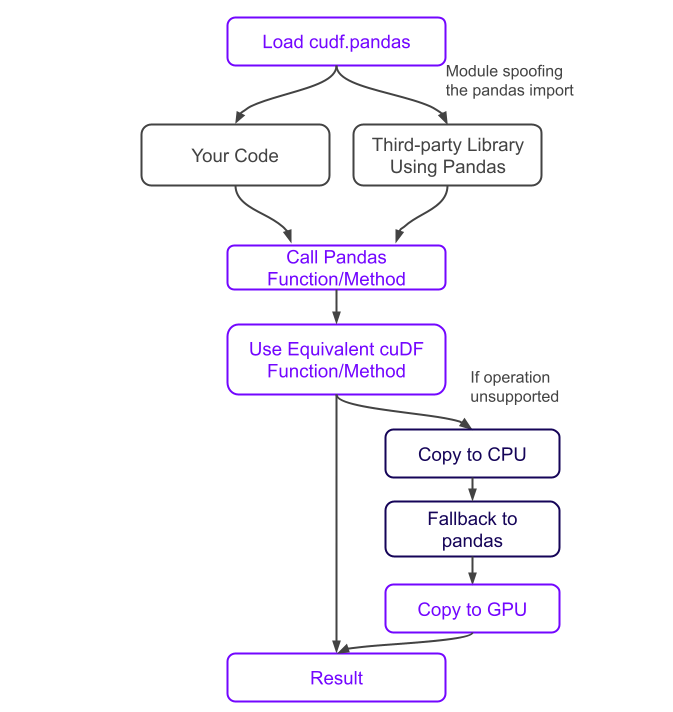 Load cudf.pandas
Module spoofing
the pandas import
Your Code
Third-party Library
Using Pandas
Call Pandas
Function/Method
Use Equivalent cuDF
Function/Method
If operation
unsupported
Copy to CPU
Fallback to
pandas
Copy to GPU
Result